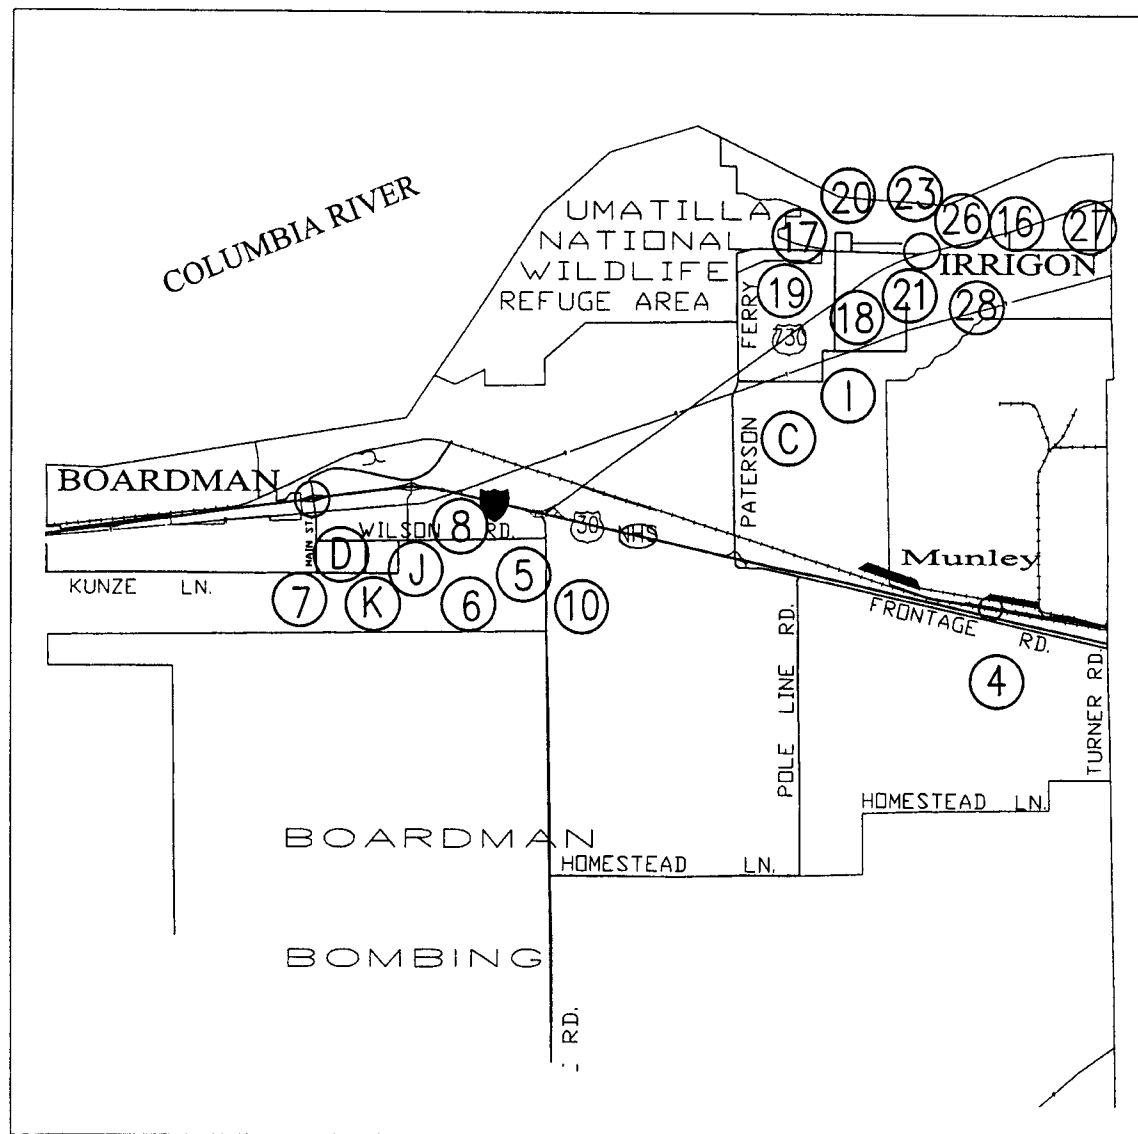 COLUMBIA RIVER
UMATILLA
NATIONAL
WILDLIFE
REFUGE AREA
20
23
26
16
27
17
IRRIGON
19
18
21
28
FERRY
730
I
C
PATERSON
BOARDMAN
MAIN ST.
WILSON RD.
8
30
NHS
D
J
5
KUNZE LN.
7
K
6
10
Munley
FRONTAGE RD.
4
POLE LINE RD.
TURNER RD.
HOMESTEAD LN.
BOARDMAN
HOMESTEAD LN.
BOMBING
RD.